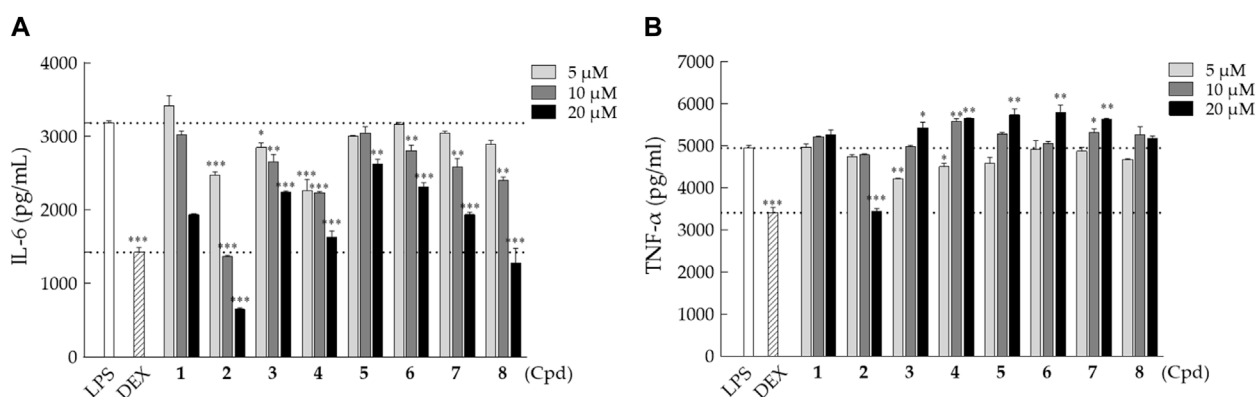 A
IL-6 (pg/mL)
4000
3000
2000
1000
0
5 μM
10 μM
20 μM
***
***
***
***
*
**
***
***
***
***
**
**
**
**
***
**
***
LPS
DEX
1 2 3 4 5 6 7 8 (Cpd)
B
TNF-α (pg/ml)
7000
6000
5000
4000
3000
2000
1000
0
5 μM
10 μM
20 μM
***
***
**
*
*
**
**
**
**
*
**
LPS
DEX
1 2 3 4 5 6 7 8 (Cpd)